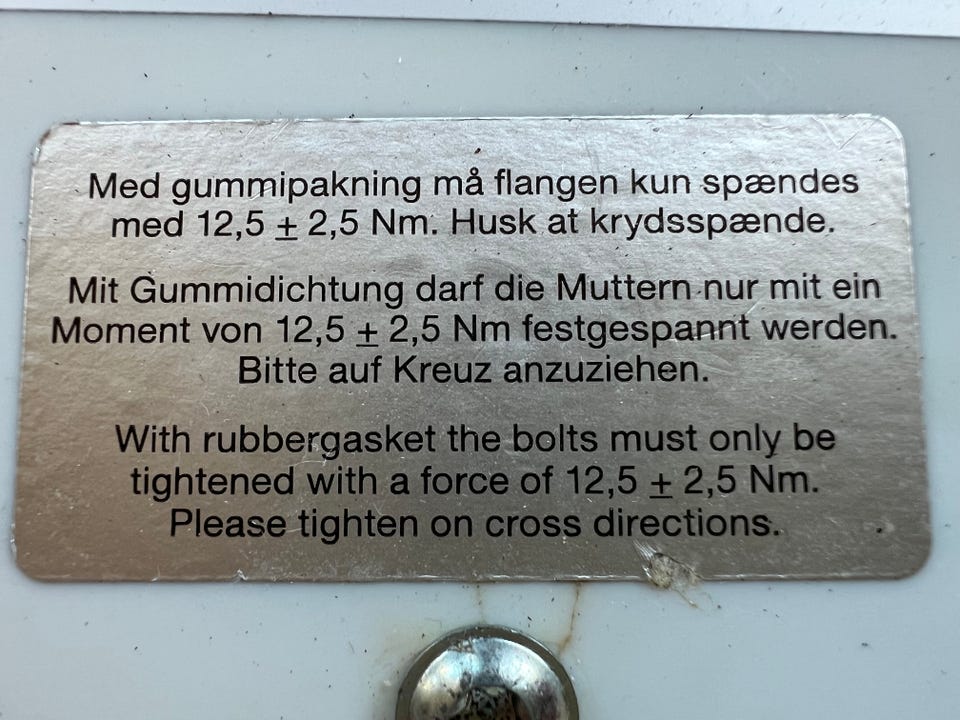 Med gummipakning må flangen kun spændes
med 12,5 ± 2,5 Nm. Husk at krydsspænde.
Mit Gummidichtung darf die Muttern nur mit ein
Moment von 12,5 ± 2,5 Nm festgespannt werden.
Bitte auf Kreuz anzuziehen.
With rubbergasket the bolts must only be
tightened with a force of 12,5 ± 2,5 Nm.
Please tighten on cross directions.